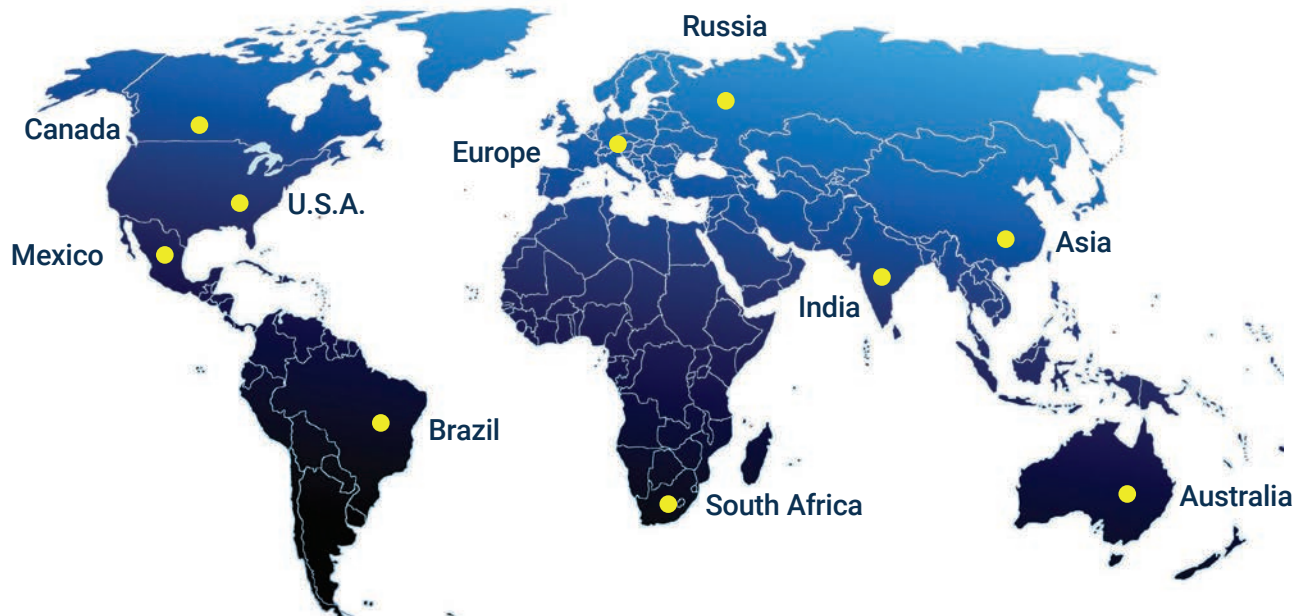 Russia
Canada
Europe
U.S.A.
Mexico
Asia
India
Brazil
South Africa
Australia